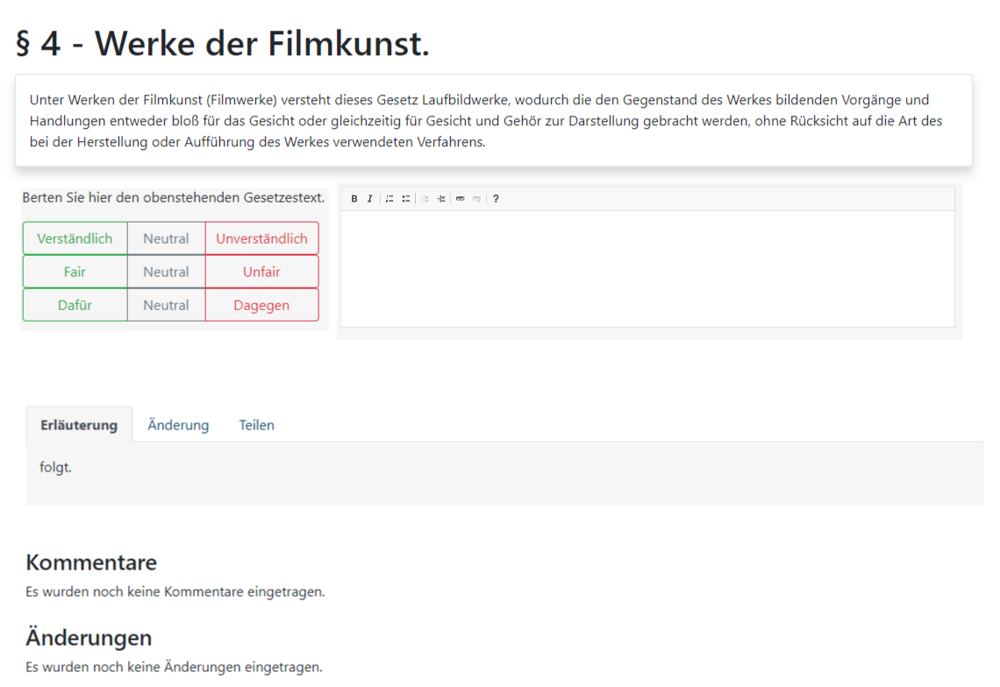 § 4 - Werke der Filmkunst.
Unter Werken der Filmkunst (Filmwerke) versteht dieses Gesetz Laufbildwerke, wodurch die den Gegenstand des Werkes bildenden Vorgänge und
Handlungen entweder bloß für das Gesicht oder gleichzeitig für Gesicht und Gehör zur Darstellung gebracht werden, ohne Rücksicht auf die Art des
bei der Herstellung oder Aufführung des Werkes verwendeten Verfahrens.
Berten Sie hier den obenstehenden Gesetzestext.
Verständlich Neutral Unverständlich
Fair Neutral Unfair
Dafür Neutral Dagegen
B I ?
Erläuterung Änderung Teilen
folgt.
Kommentare
Es wurden noch keine Kommentare eingetragen.
Änderungen
Es wurden noch keine Änderungen eingetragen.